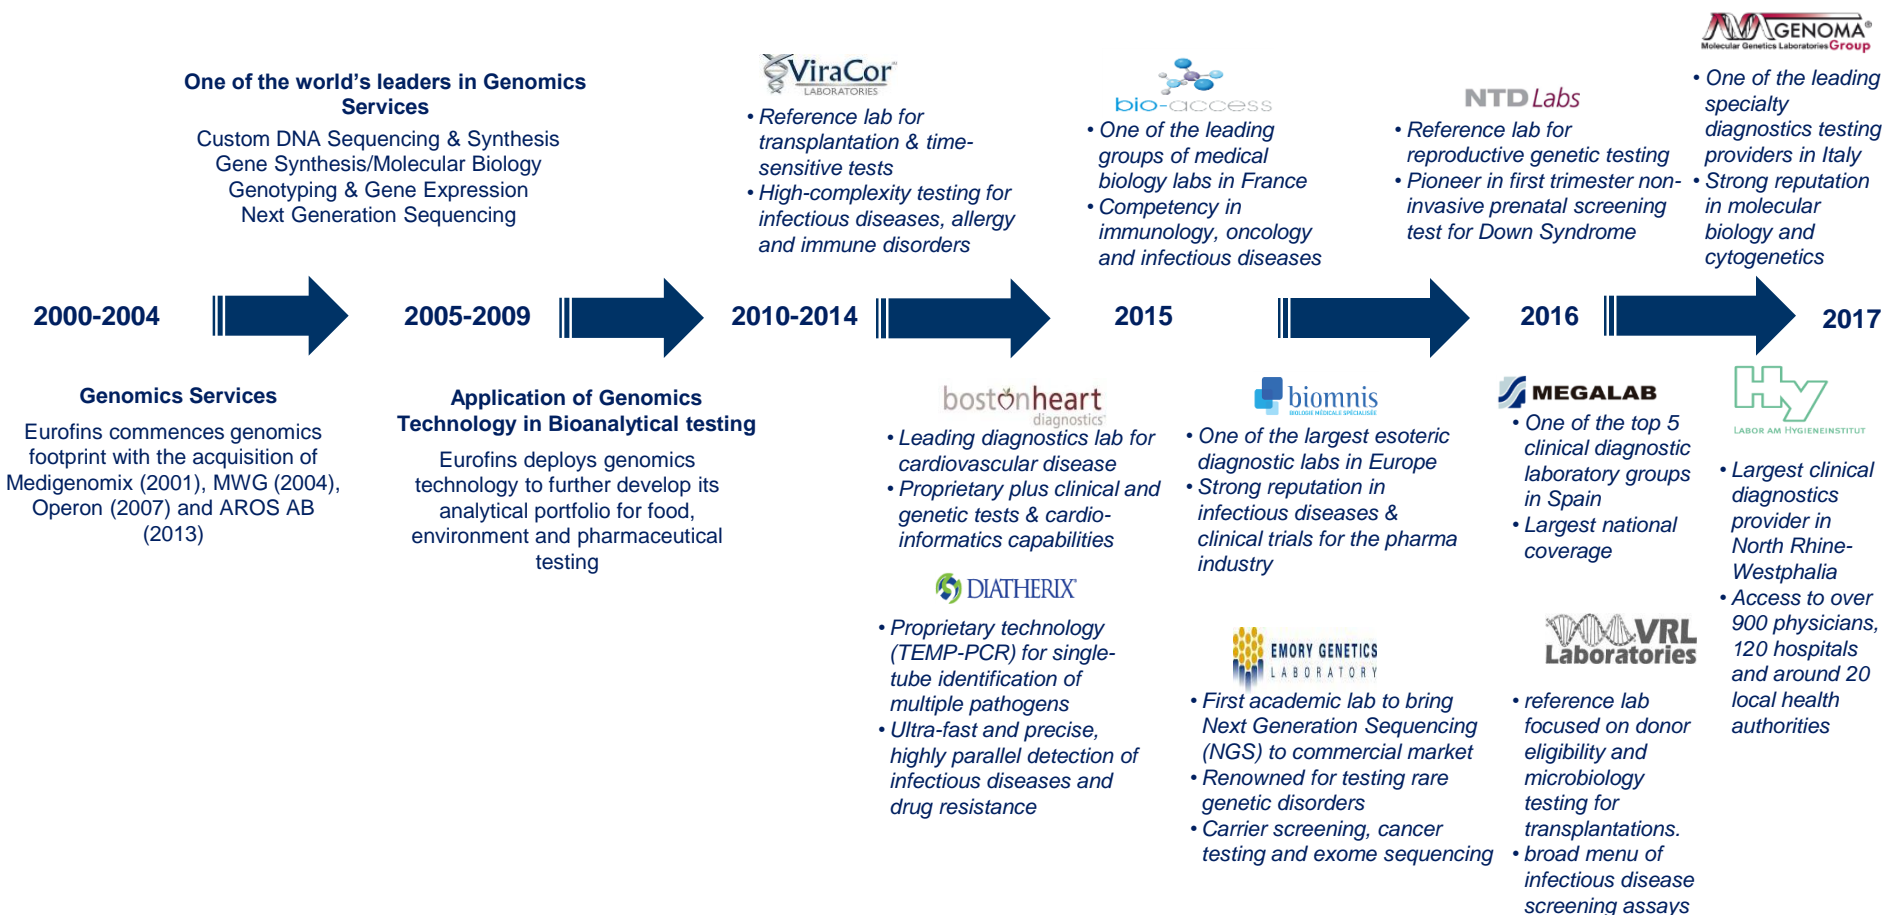 One of the world's leaders in Genomics
Services
Custom DNA Sequencing & Synthesis
Gene Synthesis/Molecular Biology
Genotyping & Gene Expression
Next Generation Sequencing
ViraCor
LABORATORIES
• Reference lab for
transplantation & time-
sensitive tests
• High-complexity testing for
infectious diseases, allergy
and immune disorders
bio-access
• One of the leading
groups of medical
biology labs in France
• Competency in
immunology, oncology
and infectious diseases
NTD Labs
• Reference lab for
reproductive genetic testing
• Pioneer in first trimester non-
invasive prenatal screening
test for Down Syndrome
GENOMA®
Molecular Genetics Laboratories Group
• One of the leading
specialty
diagnostics testing
providers in Italy
• Strong reputation
in molecular
biology and
cytogenetics
2000-2004
2005-2009
2010-2014
2015
2016
2017
Genomics Services
Eurofins commences genomics
footprint with the acquisition of
Medigenomix (2001), MWG (2004),
Operon (2007) and AROS AB
(2013)
Application of Genomics
Technology in Bioanalytical testing
Eurofins deploys genomics
technology to further develop its
analytical portfolio for food,
environment and pharmaceutical
testing
bostonheart
diagnostics
• Leading diagnostics lab for
cardiovascular disease
• Proprietary plus clinical and
genetic tests & cardio-
informatics capabilities
DIATHERIX
• Proprietary technology
(TEMP-PCR) for single-
tube identification of
multiple pathogens
• Ultra-fast and precise,
highly parallel detection of
infectious diseases and
drug resistance
biomnis
BIOLOGIE MÉDICALE SPÉCIALISÉE
• One of the largest esoteric
diagnostic labs in Europe
• Strong reputation in
infectious diseases &
clinical trials for the pharma
industry
EMORY GENETICS
LABORATORY
• First academic lab to bring
Next Generation Sequencing
(NGS) to commercial market
• Renowned for testing rare
genetic disorders
• Carrier screening, cancer
testing and exome sequencing
MEGALAB
• One of the top 5
clinical diagnostic
laboratory groups
in Spain
• Largest national
coverage
VRL
Laboratories
• reference lab
focused on donor
eligibility and
microbiology
testing for
transplantations.
• broad menu of
infectious disease
screening assays
Hy
LABOR AM HYGIENEINSTITUT
• Largest clinical
diagnostics
provider in
North Rhine-
Westphalia
• Access to over
900 physicians,
120 hospitals
and around 20
local health
authorities